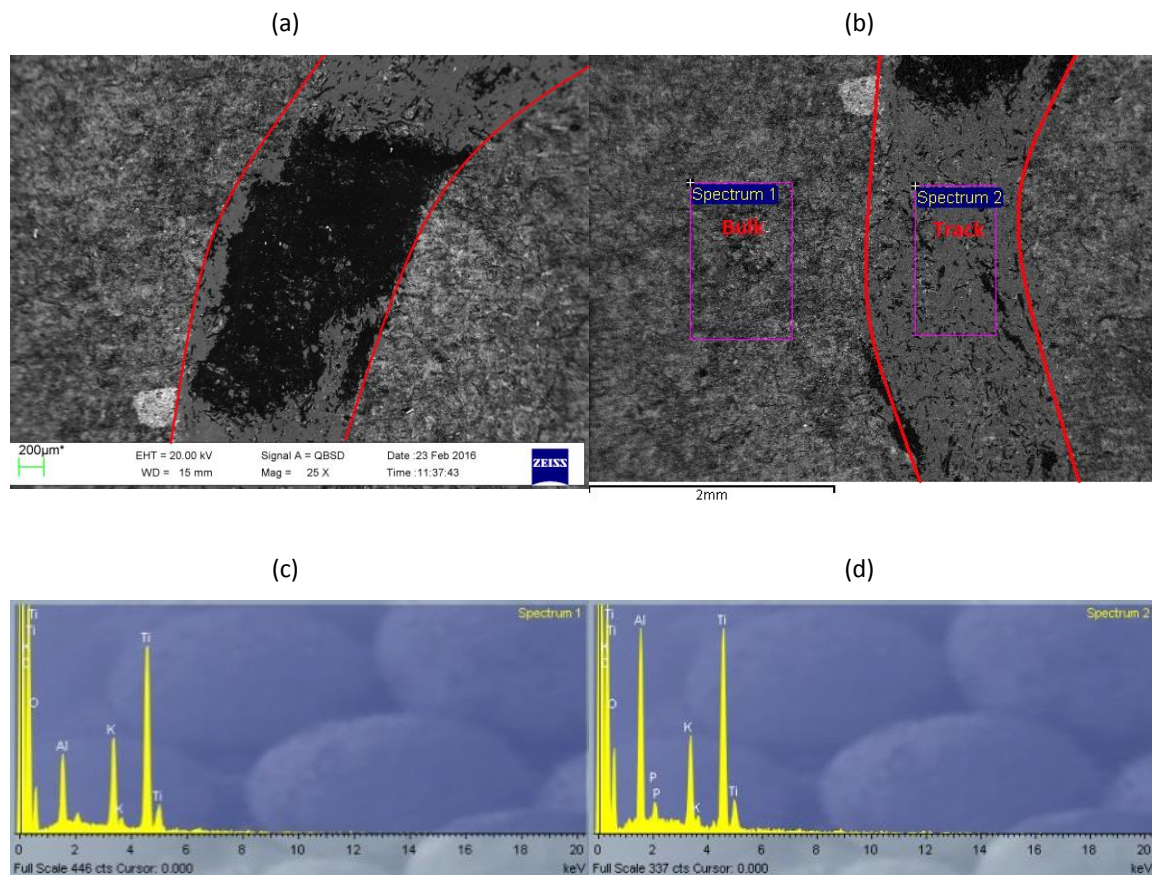 (a)
(b)
Spectrum 1
Bulk
Spectrum 2
Track
200µm*
EHT = 20.00 kV
WD = 15 mm
Signal A = QBSD
Mag = 25 X
Date :23 Feb 2016
Time :11:37:43
ZEISS
2mm
(c)
(d)
Spectrum 1
Ti
Ti
O
Al
K
K
Ti
Ti
0 2 4 6 8 10 12 14 16 18 20
Full Scale 446 cts Cursor: 0.000
keV
Spectrum 2
Ti
Ti
O
Al
P
P
K
K
Ti
Ti
0 2 4 6 8 10 12 14 16 18 20
Full Scale 337 cts Cursor: 0.000
keV